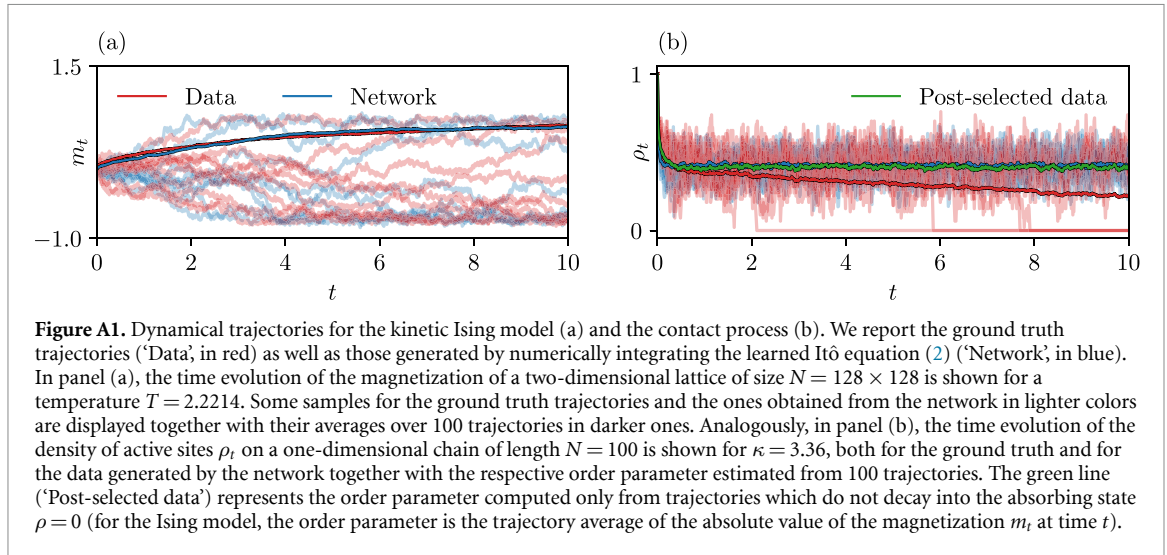 (a)
(b)
1.5
−1.0
mₜ
Data
Network
0 2 4 6 8 10
t
1
0
ρₜ
Post-selected data
0 2 4 6 8 10
t
Figure A1. Dynamical trajectories for the kinetic Ising model (a) and the contact process (b). We report the ground truth
trajectories (‘Data’, in red) as well as those generated by numerically integrating the learned Itô equation (2) (‘Network’, in blue).
In panel (a), the time evolution of the magnetization of a two-dimensional lattice of size N = 128 × 128 is shown for a
temperature T = 2.2214. Some samples for the ground truth trajectories and the ones obtained from the network in lighter colors
are displayed together with their averages over 100 trajectories in darker ones. Analogously, in panel (b), the time evolution of the
density of active sites ρₜ on a one-dimensional chain of length N = 100 is shown for κ = 3.36, both for the ground truth and for
the data generated by the network together with the respective order parameter estimated from 100 trajectories. The green line
(‘Post-selected data’) represents the order parameter computed only from trajectories which do not decay into the absorbing state
ρ = 0 (for the Ising model, the order parameter is the trajectory average of the absolute value of the magnetization mₜ at time t).